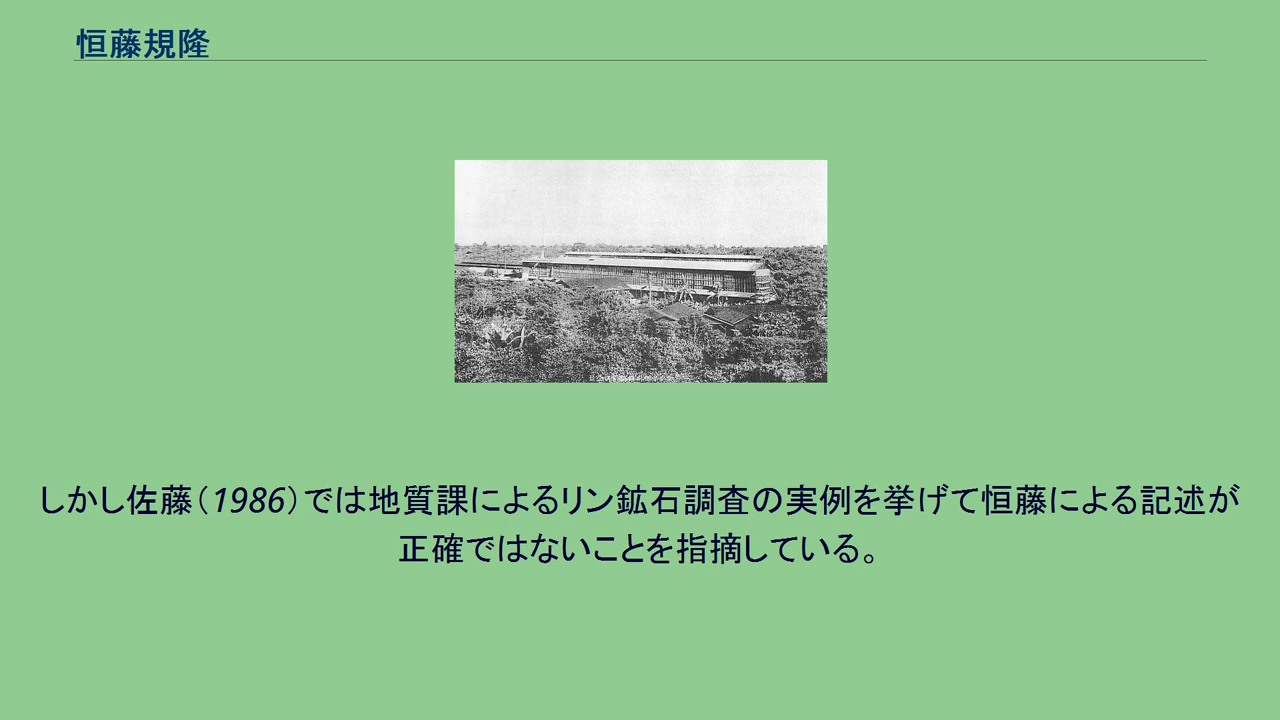 恒藤規隆
しかし佐藤（1986）では地質課によるリン鉱石調査の実例を挙げて恒藤による記述が
正確ではないことを指摘している。